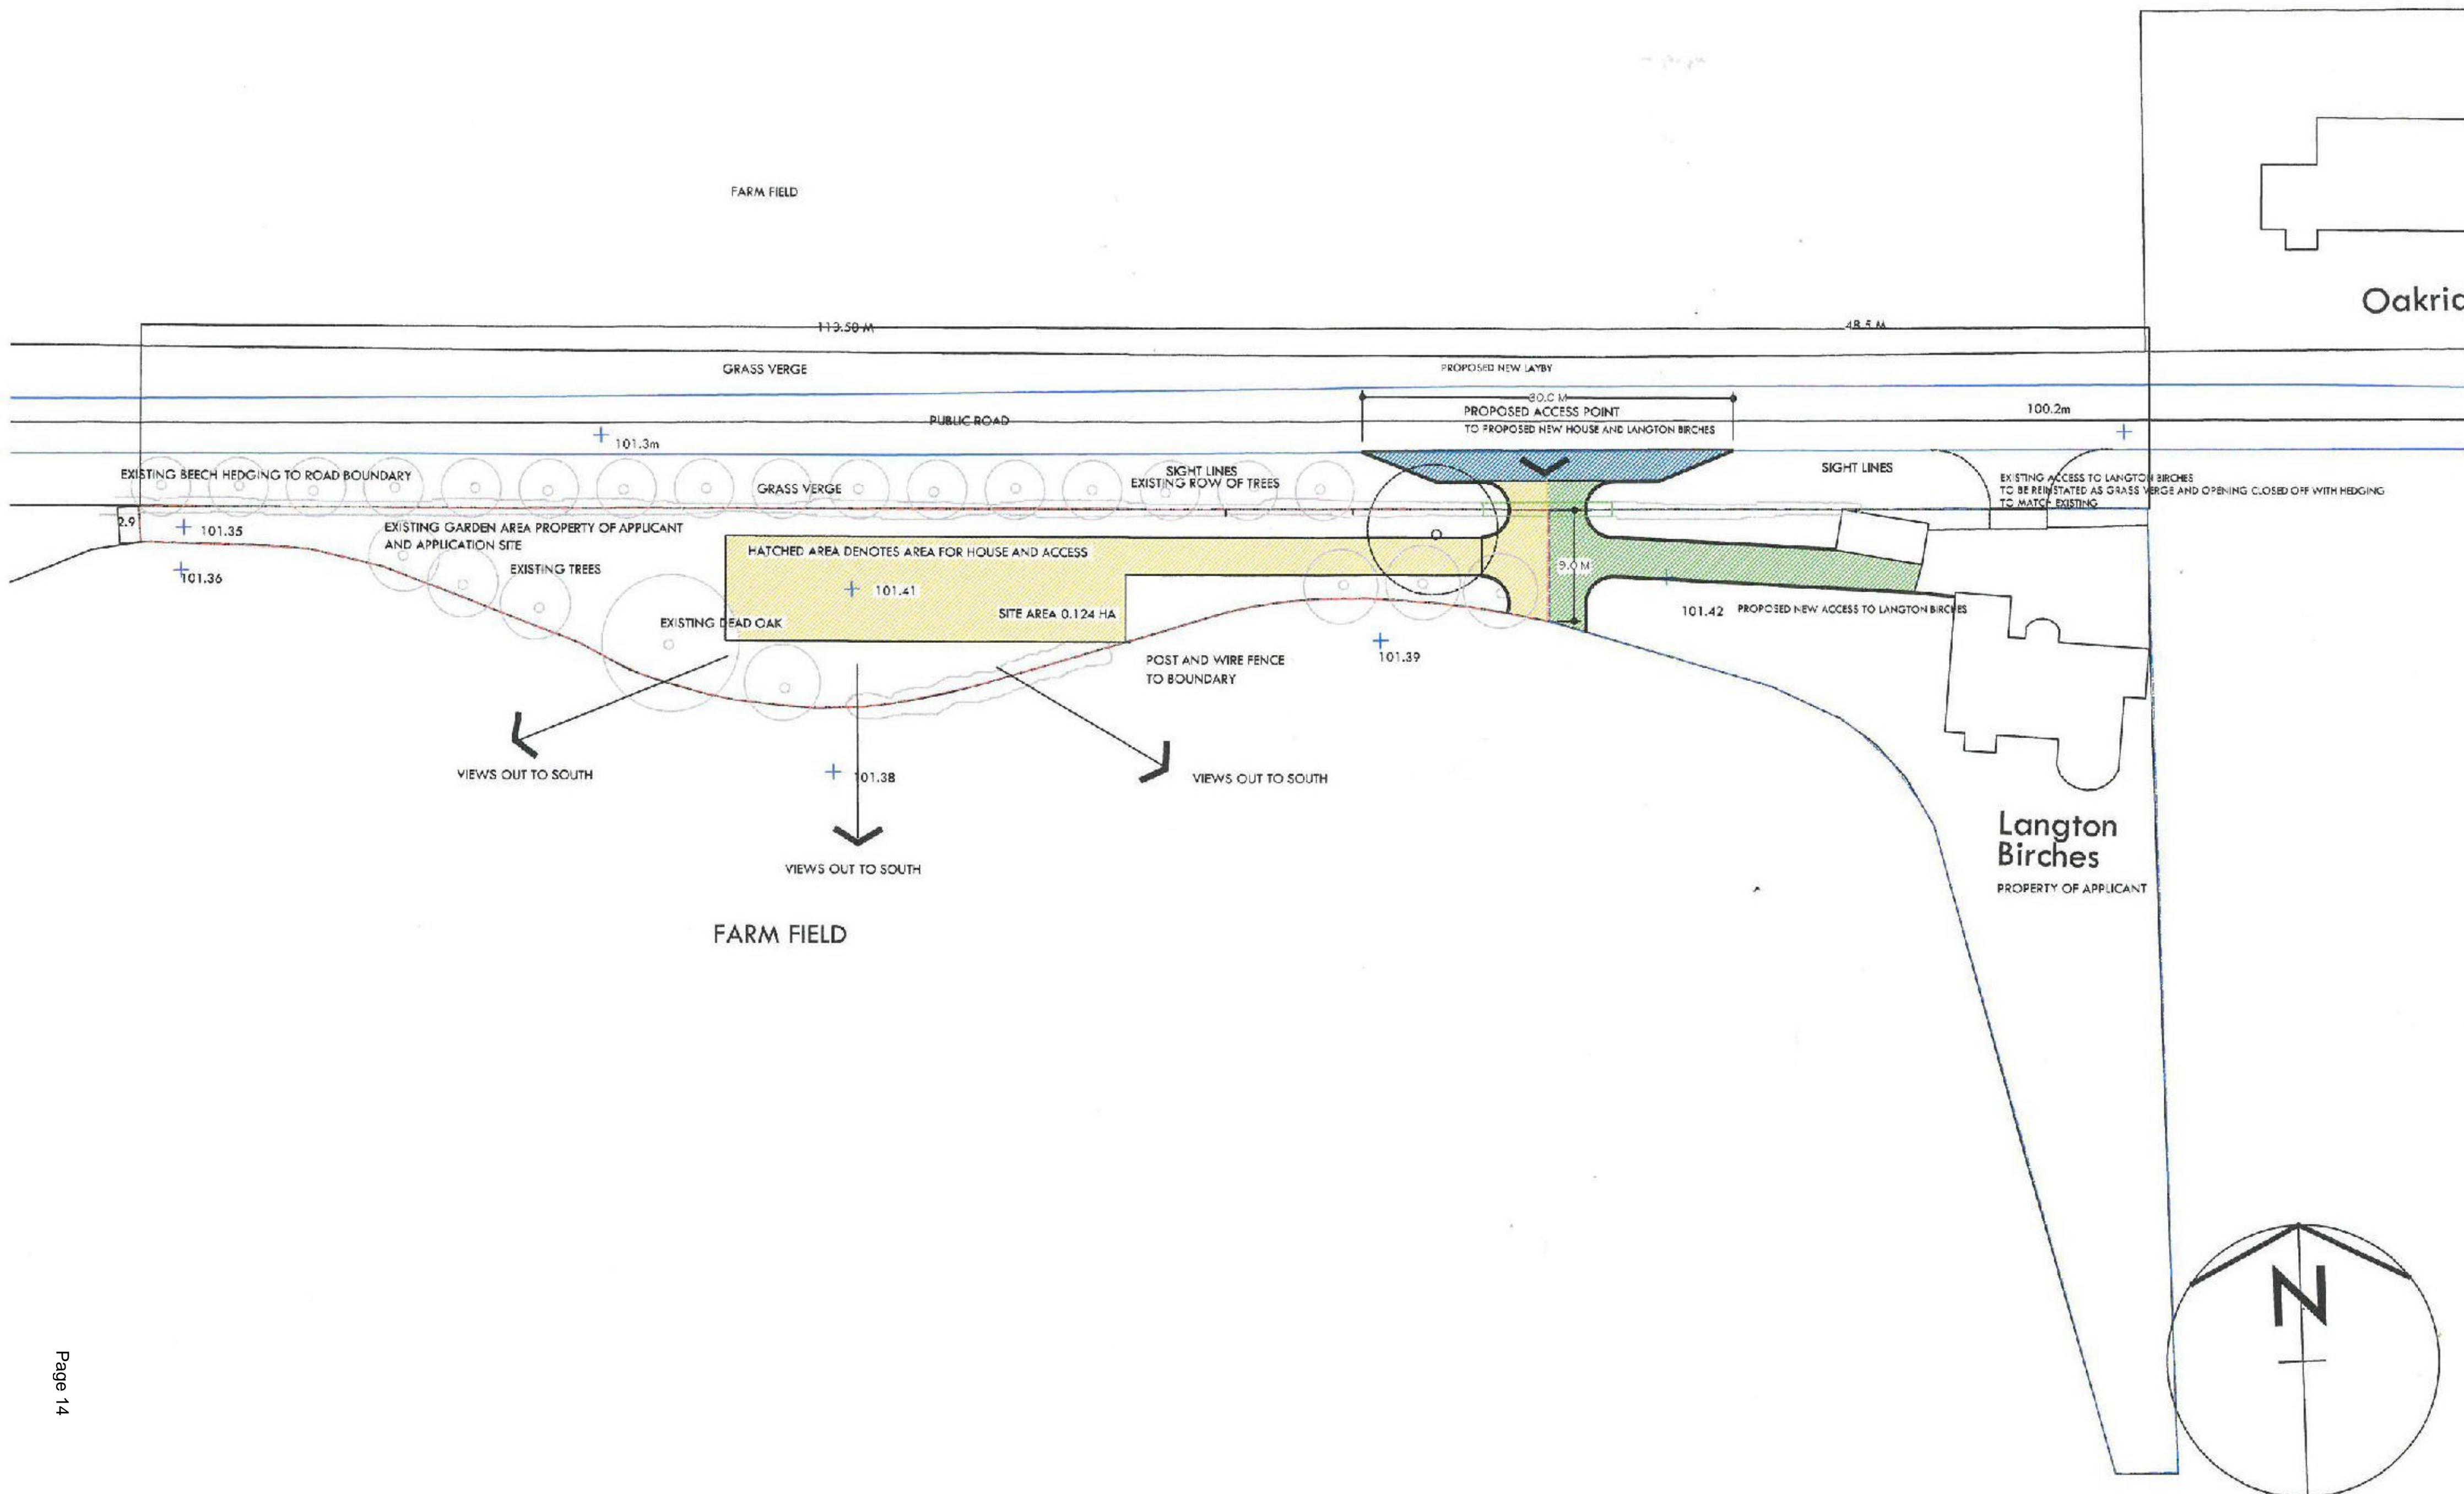 FARM FIELD
Oakrid
113.50 M
48.5 M
GRASS VERGE
PROPOSED NEW LAYBY
30.0 M
PROPOSED ACCESS POINT
TO PROPOSED NEW HOUSE AND LANGTON BIRCHES
100.2m
PUBLIC ROAD
101.3m
EXISTING BEECH HEDGING TO ROAD BOUNDARY
GRASS VERGE
SIGHT LINES
EXISTING ROW OF TREES
SIGHT LINES
EXISTING ACCESS TO LANGTON BIRCHES
TO BE REINSTATED AS GRASS VERGE AND OPENING CLOSED OFF WITH HEDGING
TO MATCH EXISTING
2.9
101.35
EXISTING GARDEN AREA PROPERTY OF APPLICANT
AND APPLICATION SITE
HATCHED AREA DENOTES AREA FOR HOUSE AND ACCESS
101.36
EXISTING TREES
9.0 M
101.41
SITE AREA 0.124 HA
EXISTING DEAD OAK
101.42
PROPOSED NEW ACCESS TO LANGTON BIRCHES
101.39
POST AND WIRE FENCE
TO BOUNDARY
VIEWS OUT TO SOUTH
101.38
VIEWS OUT TO SOUTH
VIEWS OUT TO SOUTH
Langton
Birches
PROPERTY OF APPLICANT
FARM FIELD
N
Page 14